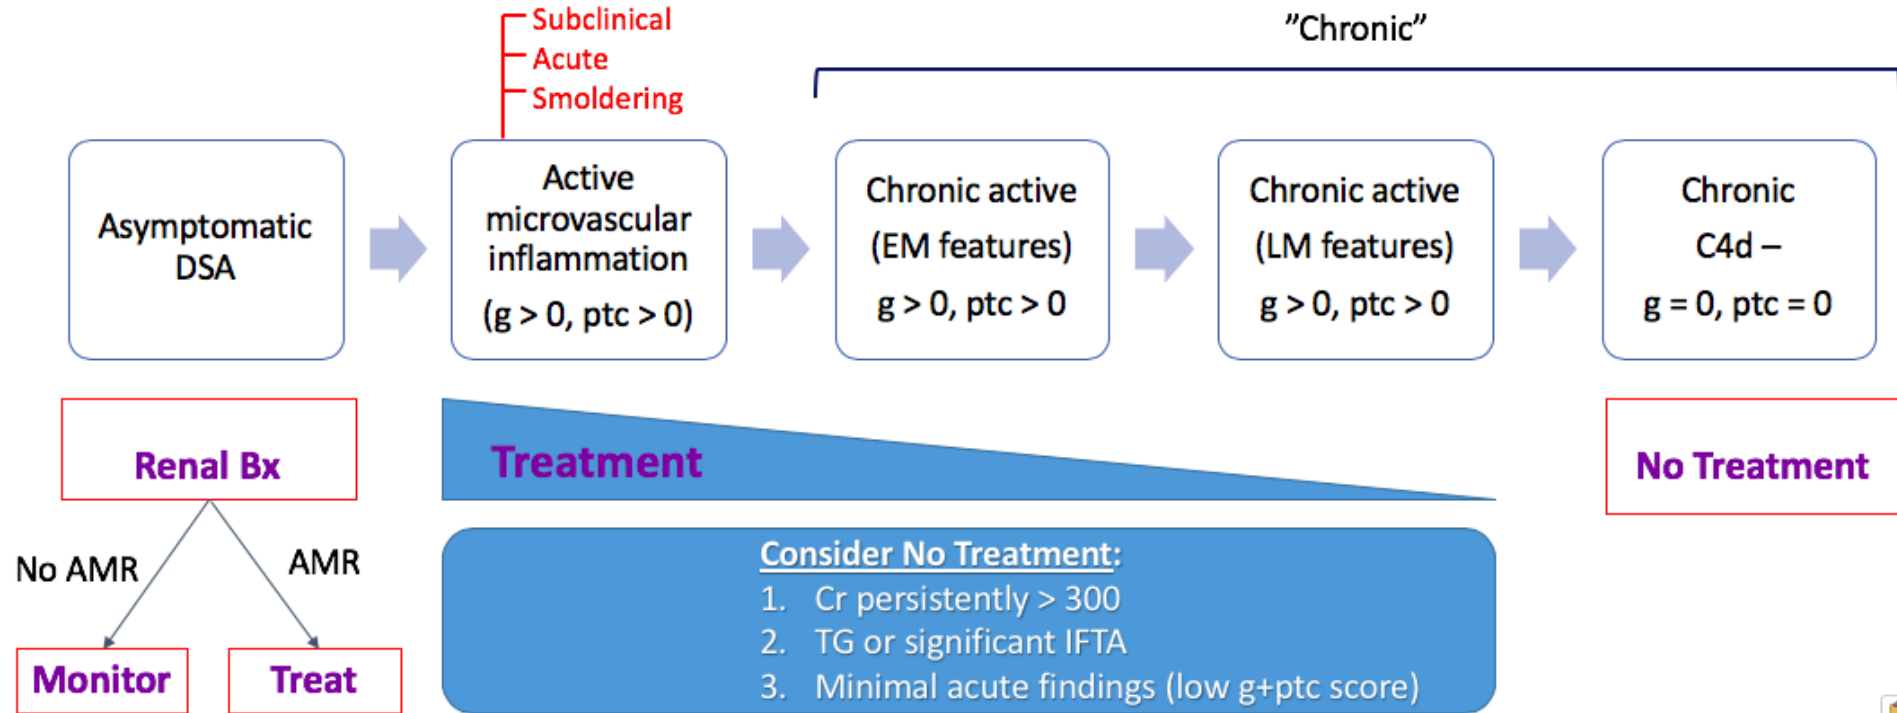 Subclinical
Acute
Smoldering
”Chronic”
Asymptomatic
DSA
Active
microvascular
inflammation
(g > 0, ptc > 0)
Chronic active
(EM features)
g > 0, ptc > 0
Chronic active
(LM features)
g > 0, ptc > 0
Chronic
C4d –
g = 0, ptc = 0
Renal Bx
No AMR
AMR
Monitor
Treat
Treatment
Consider No Treatment:
1. Cr persistently > 300
2. TG or significant IFTA
3. Minimal acute findings (low g+ptc score)
No Treatment